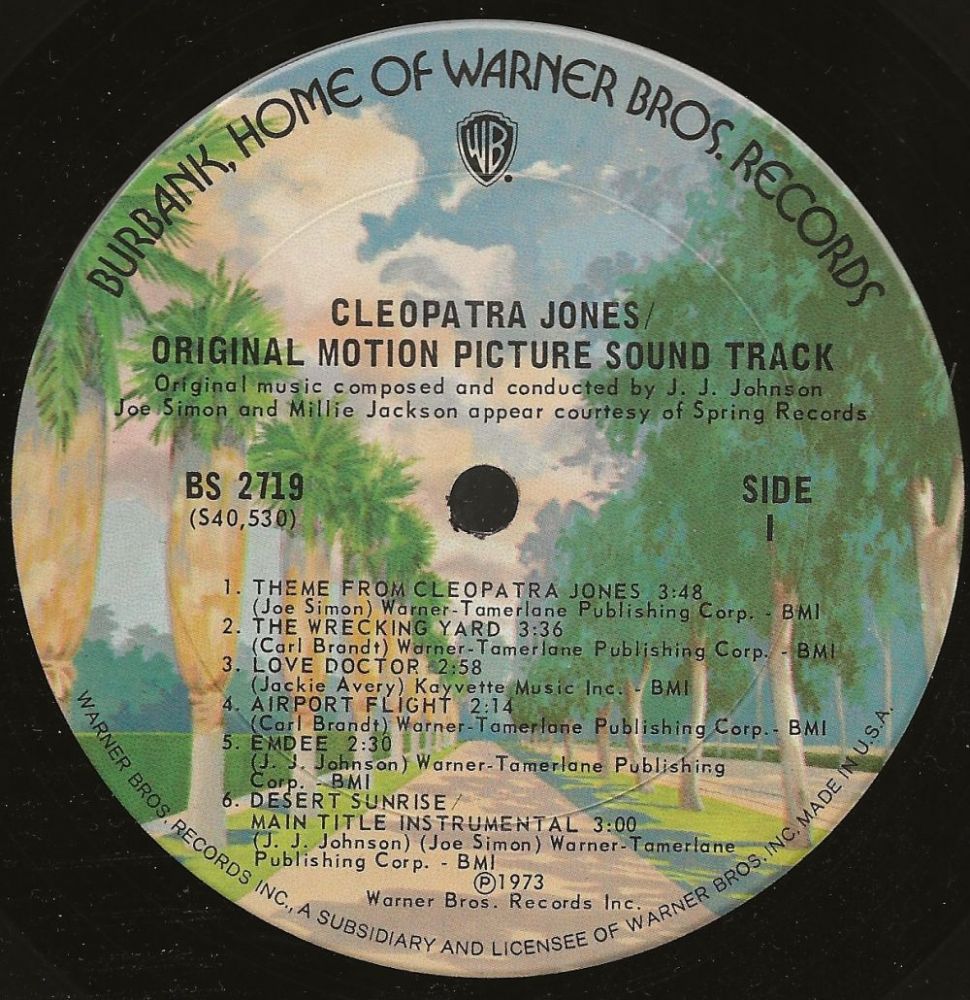 BURBANK, HOME OF WARNER BROS. RECORDS
WB
CLEOPATRA JONES/
ORIGINAL MOTION PICTURE SOUND TRACK
Original music composed and conducted by J. J. Johnson
Joe Simon and Millie Jackson appear courtesy of Spring Records
BS 2719
(S40,530)
SIDE
I
1. THEME FROM CLEOPATRA JONES 3:48
(Joe Simon) Warner-Tamerlane Publishing Corp. - BMI
2. THE WRECKING YARD 3:36
(Carl Brandt) Warner-Tamerlane Publishing Corp. - BMI
3. LOVE DOCTOR 2:58
(Jackie Avery) Kayvette Music Inc. - BMI
4. AIRPORT FLIGHT 2:14
(Carl Brandt) Warner-Tamerlane Publishing Corp.- BMI
5. EMDEE 2:30
(J. J. Johnson) Warner-Tamerlane Publishing
Corp. - BMI
6. DESERT SUNRISE/
MAIN TITLE INSTRUMENTAL 3:00
(J. J. Johnson) (Joe Simon) Warner-Tamerlane
Publishing Corp. - BMI
℗1973
Warner Bros. Records Inc.
WARNER BROS. RECORDS INC., A SUBSIDIARY AND LICENSEE OF WARNER BROS. INC. MADE IN U.S.A.